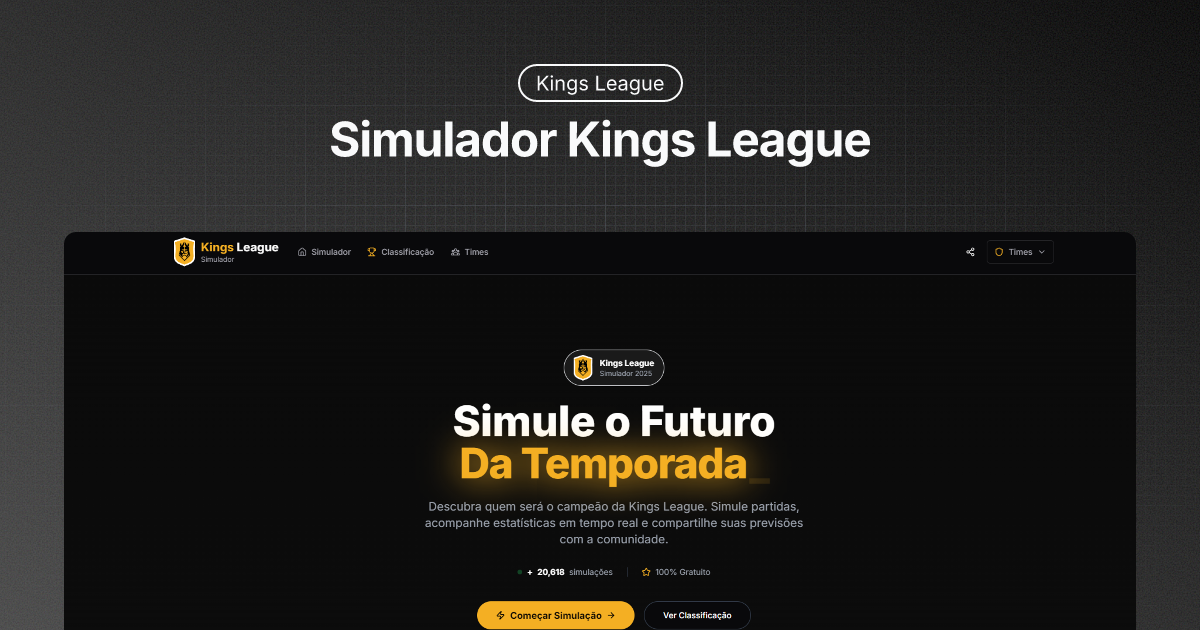 Kings League
Simulador Kings League
Kings League
Simulador
Simulador
Classificação
Times
Times
Kings League
Simulador 2025
Simule o Futuro
Da Temporada_
Descubra quem será o campeão da Kings League. Simule partidas,
acompanhe estatísticas em tempo real e compartilhe suas previsões
com a comunidade.
+ 20,618 simulações
100% Gratuito
Começar Simulação →
Ver Classificação